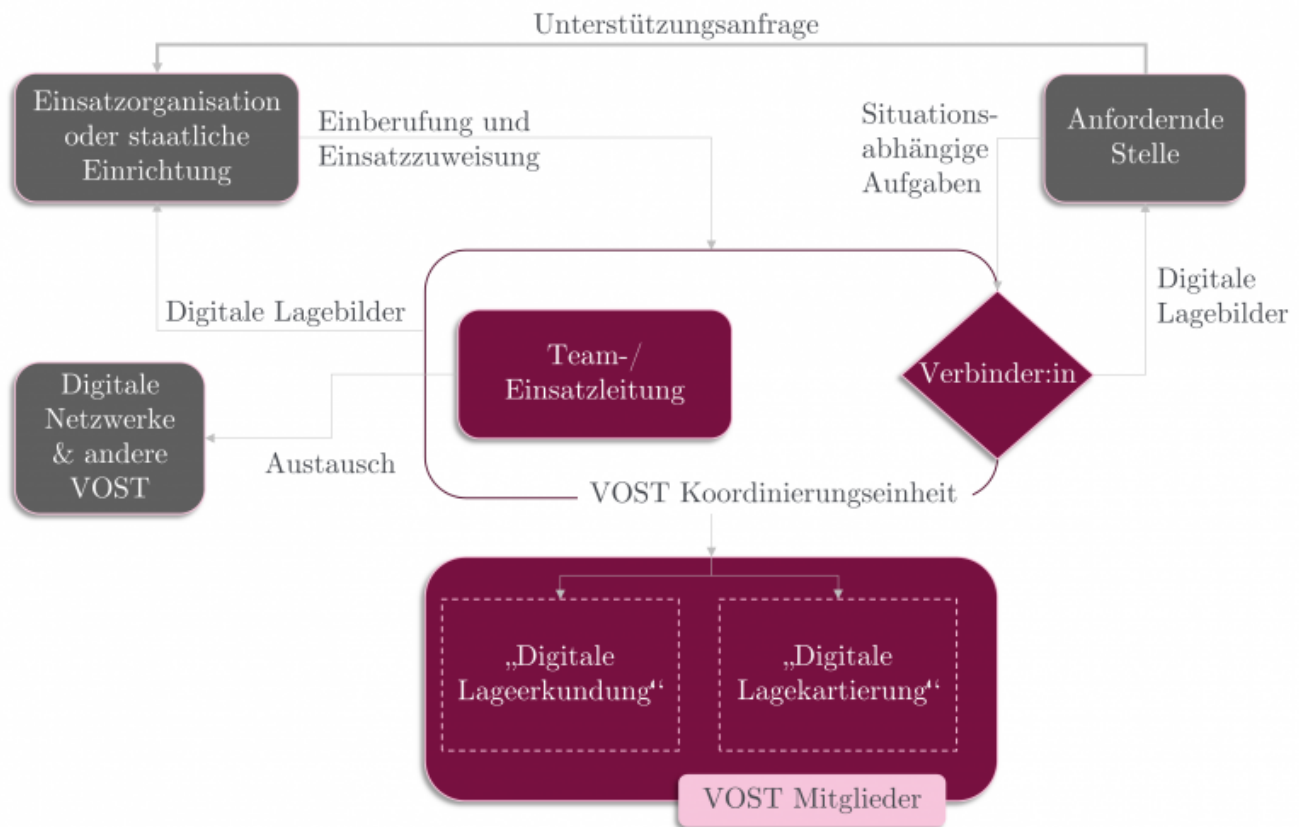 Unterstützungsanfrage
Einsatzorganisation
oder staatliche
Einrichtung
Einberufung und
Einsatzzuweisung
Situations-
abhängige
Aufgaben
Anfordernde
Stelle
Digitale Lagebilder
Digitale
Lagebilder
Team-/
Einsatzleitung
Verbinder:in
Digitale
Netzwerke
& andere
VOST
Austausch
VOST Koordinierungseinheit
„Digitale
Lageerkundung“
„Digitale
Lagekartierung“
VOST Mitglieder